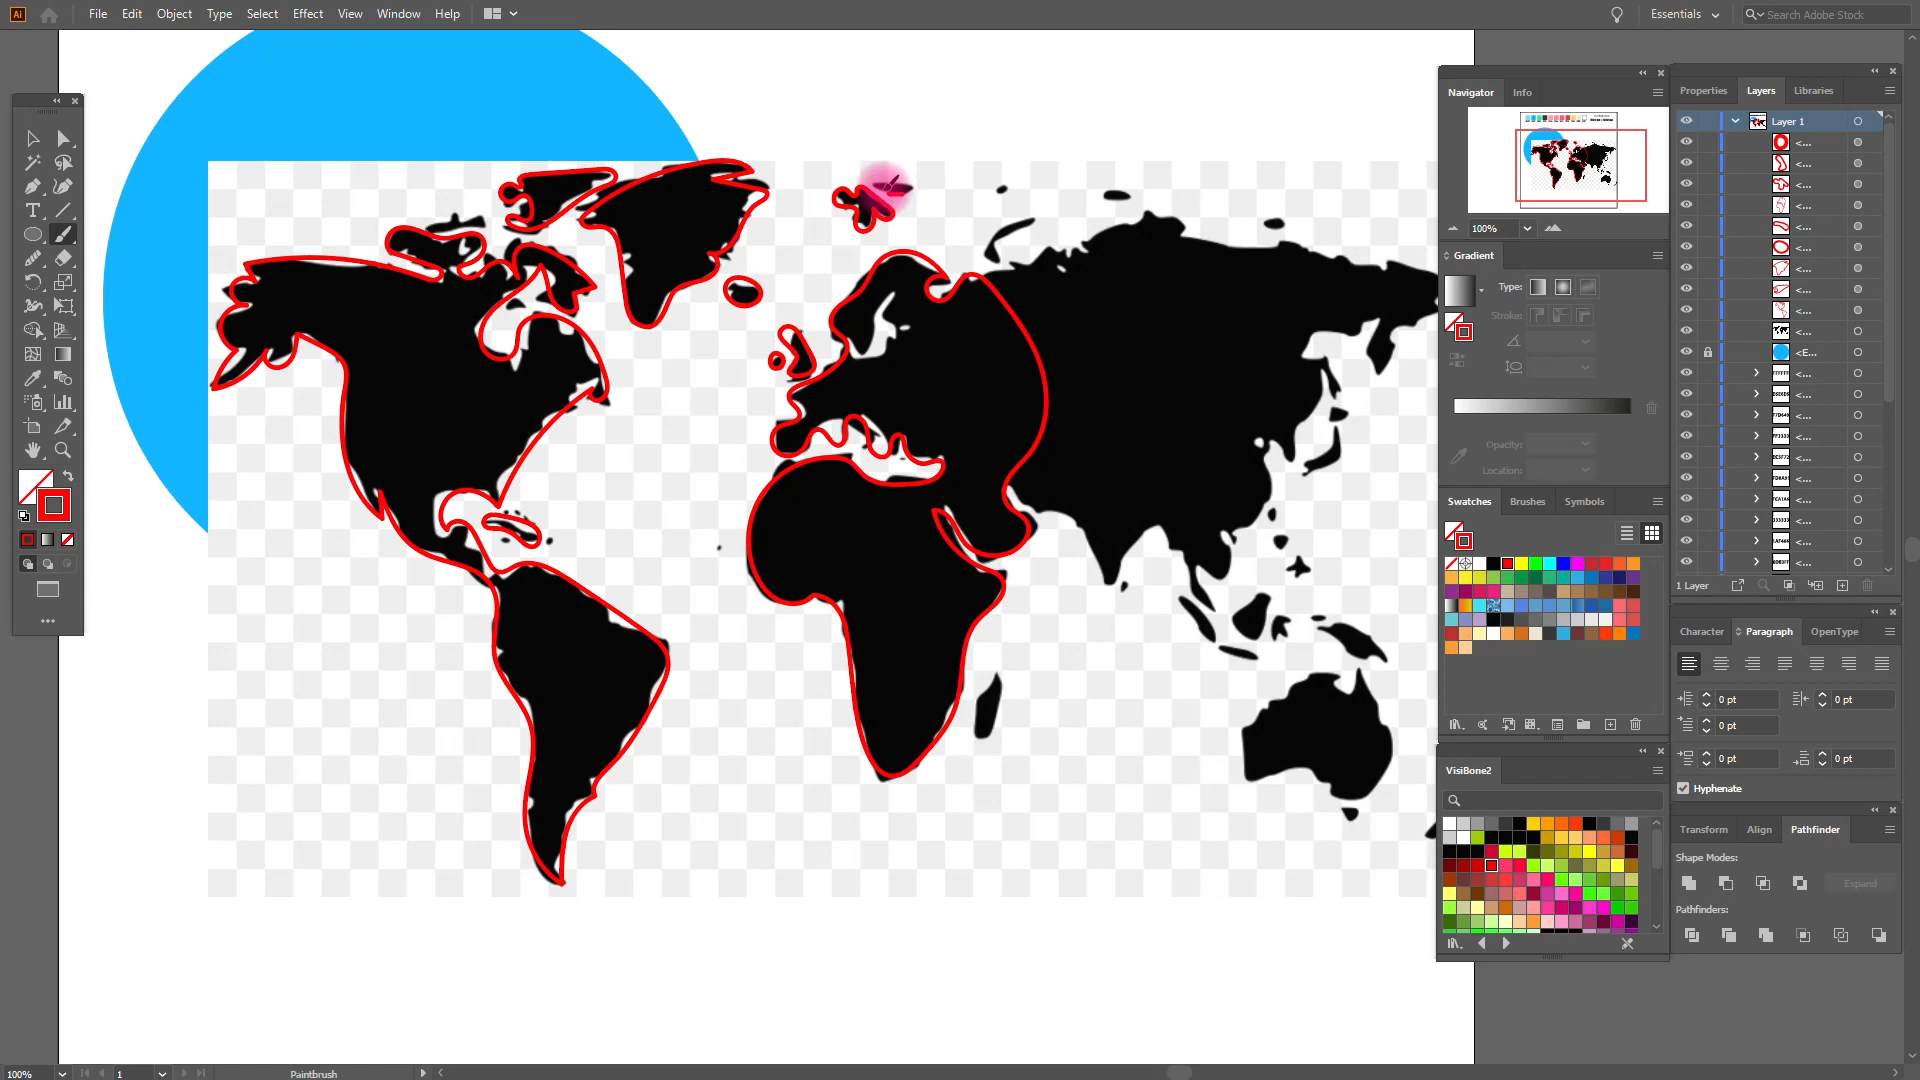 Ai File Edit Object Type Select Effect View Window Help
Essentials
Search Adobe Stock
Navigator Info
100%
Gradient
Type:
Stroke:
Opacity:
Location:
Swatches Brushes Symbols
VisiBone2
Properties Layers Libraries
Layer 1
<...
<...
<...
<...
<...
<...
<...
<...
<...
<...
<E...
<...
<...
<...
<...
<...
<...
<...
<...
<...
<...
1 Layer
Character Paragraph OpenType
0 pt 0 pt
0 pt
0 pt 0 pt
Hyphenate
Transform Align Pathfinder
Shape Modes:
Expand
Pathfinders:
100% 1 Paintbrush